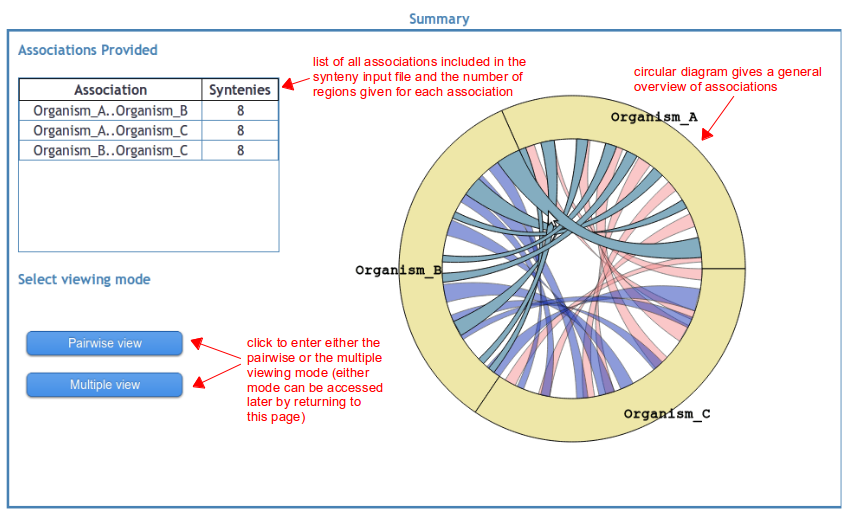 Summary
Associations Provided
Association Syntenies
Organism_A..Organism_B 8
Organism_A..Organism_C 8
Organism_B..Organism_C 8
list of all associations included in the
synteny input file and the number of
regions given for each association
circular diagram gives a general
overview of associations
Organism_A
Organism_B
Organism_C
Select viewing mode
Pairwise view
Multiple view
click to enter either the
pairwise or the multiple
viewing mode (either
mode can be accessed
later by returning to
this page)